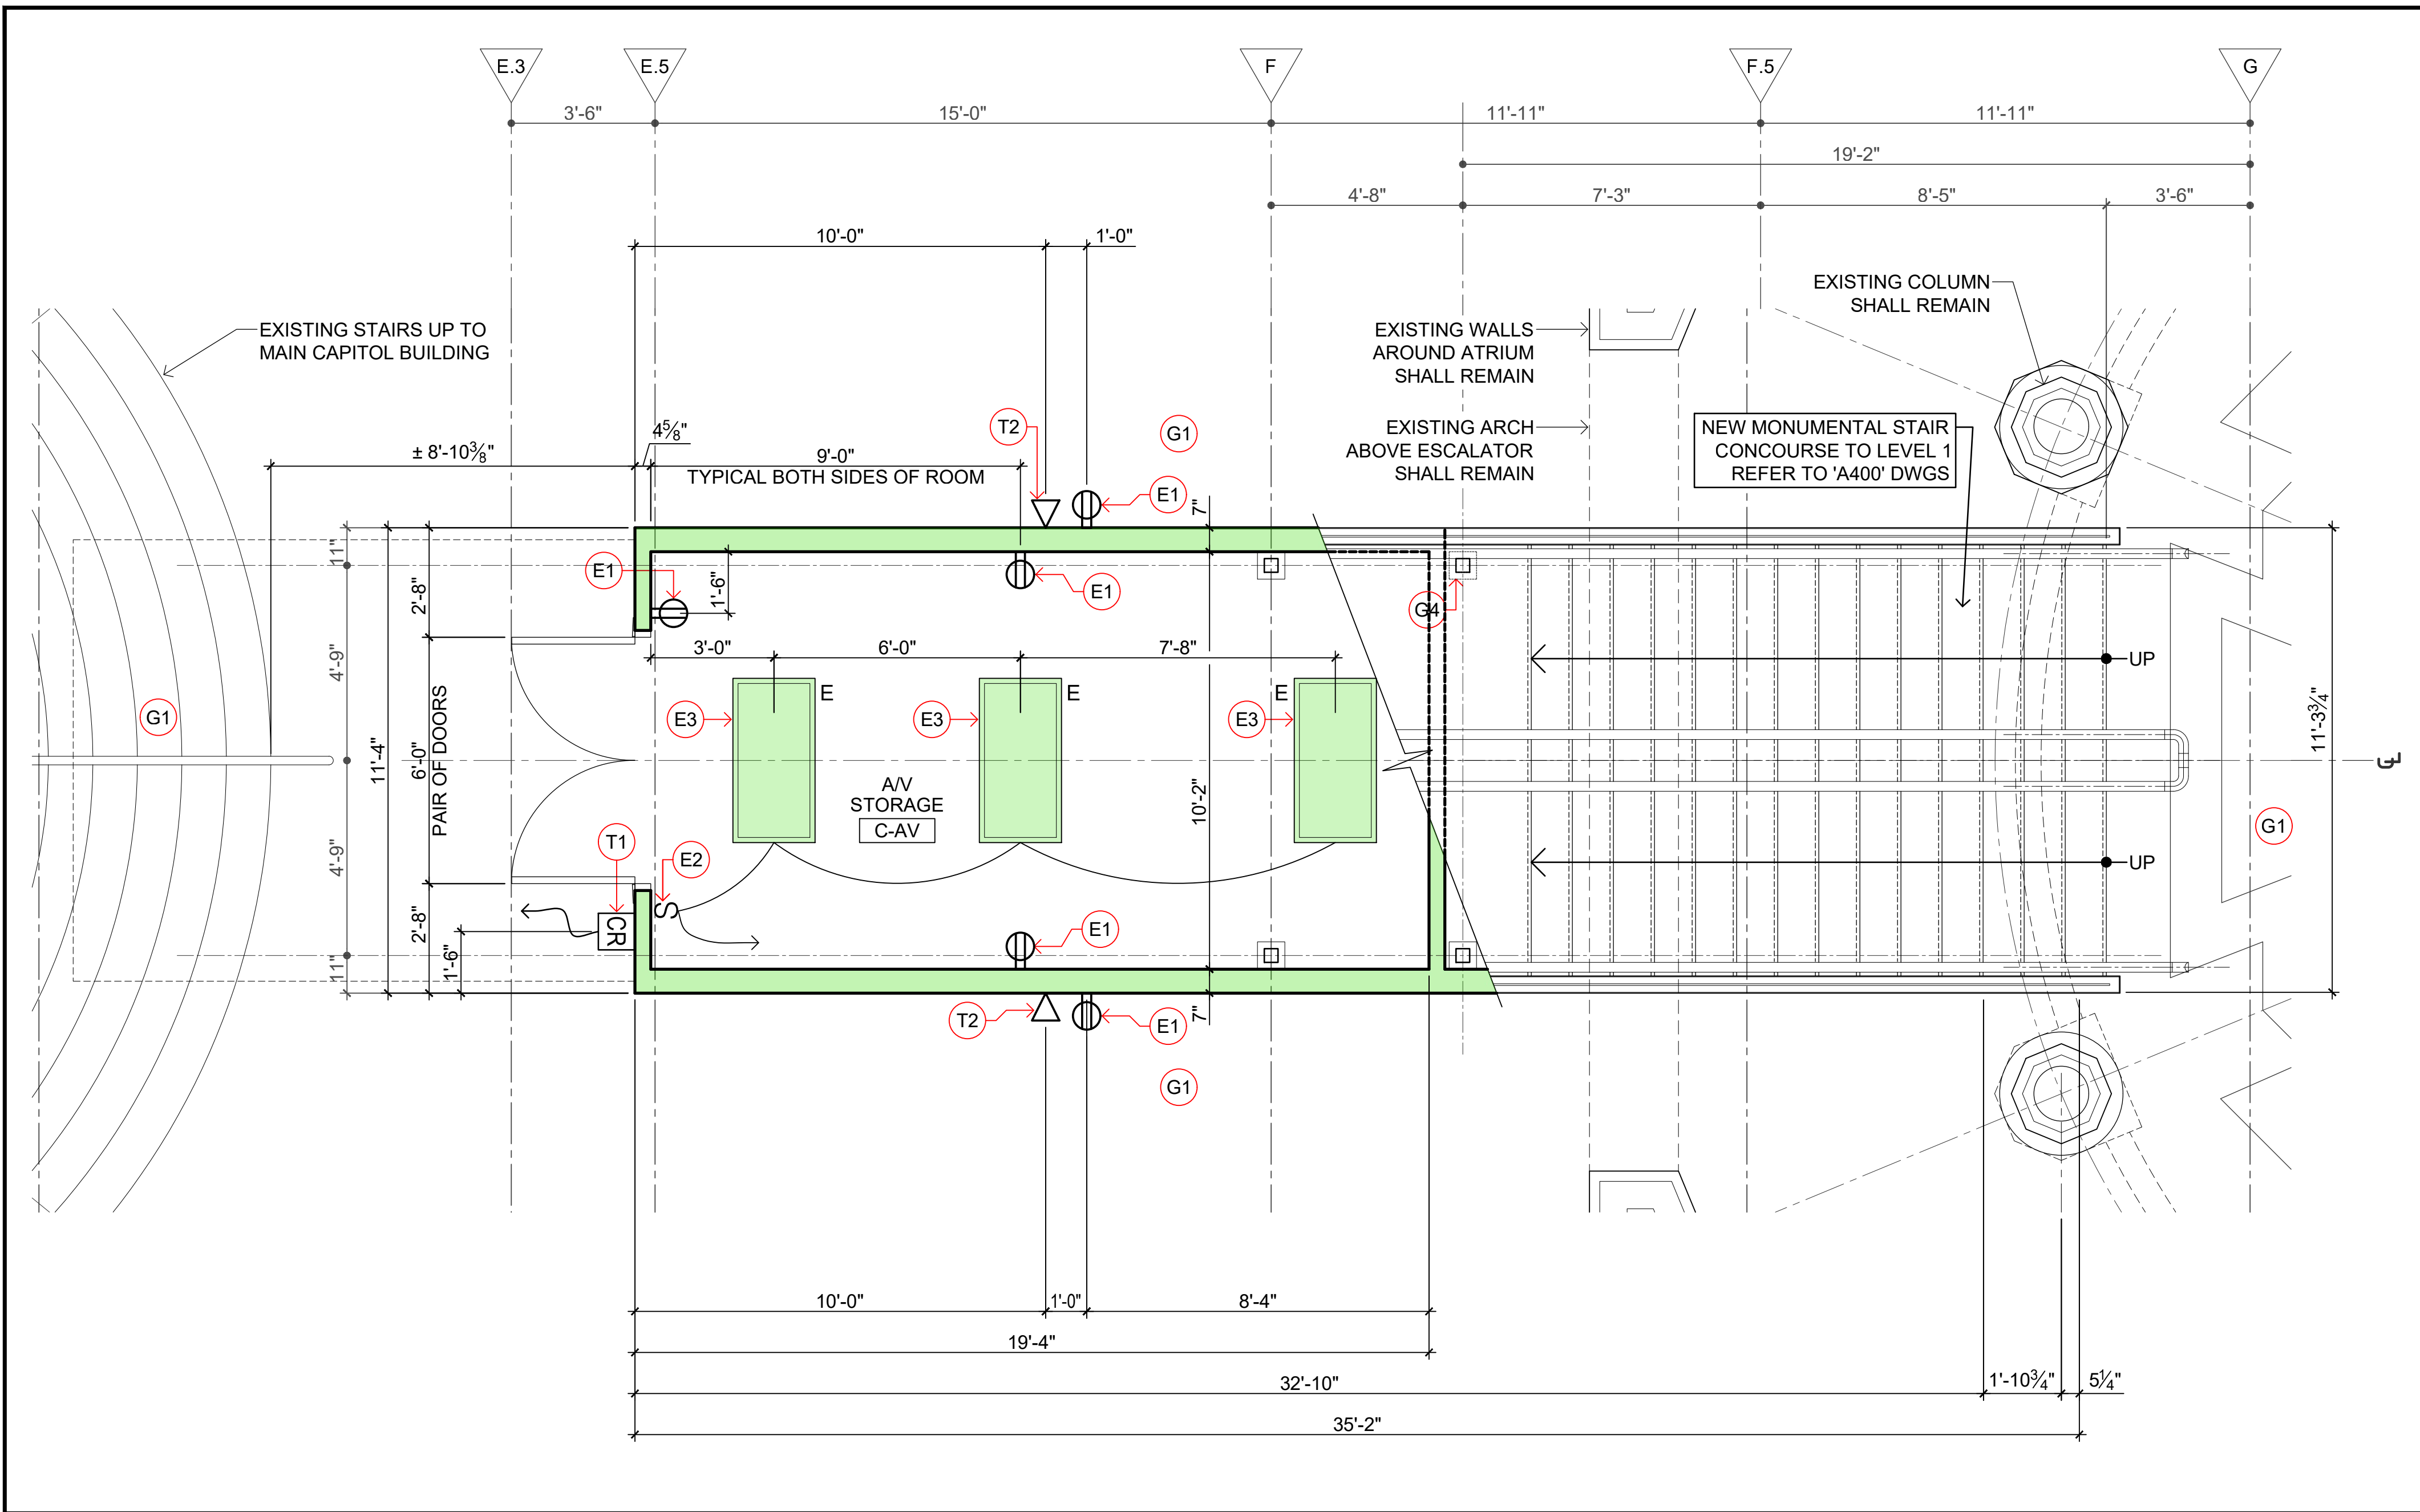 E.3
E.5
F
F.5
G
3'-6"
15'-0"
11'-11"
11'-11"
19'-2"
4'-8"
7'-3"
8'-5"
3'-6"
10'-0"
1'-0"
EXISTING COLUMN
SHALL REMAIN
EXISTING STAIRS UP TO
MAIN CAPITOL BUILDING
EXISTING WALLS
AROUND ATRIUM
SHALL REMAIN
EXISTING ARCH
ABOVE ESCALATOR
SHALL REMAIN
NEW MONUMENTAL STAIR
CONCOURSE TO LEVEL 1
REFER TO 'A400' DWGS
T2
G1
4⅝"
± 8'-10⅜"
9'-0"
TYPICAL BOTH SIDES OF ROOM
E1
7"
11"
2'-8"
E1
1'-6"
E1
G4
3'-0"
6'-0"
7'-8"
4'-9"
UP
E
E
E
E3
E3
E3
G1
11'-4"
6'-0"
PAIR OF DOORS
11'-3¾"
℄
A/V
STORAGE
C-AV
10'-2"
G1
T1
E2
4'-9"
UP
S
CR
2'-8"
1'-6"
11"
E1
T2
E1
7"
G1
10'-0"
1'-0"
8'-4"
19'-4"
32'-10"
1'-10¾"
5¼"
35'-2"